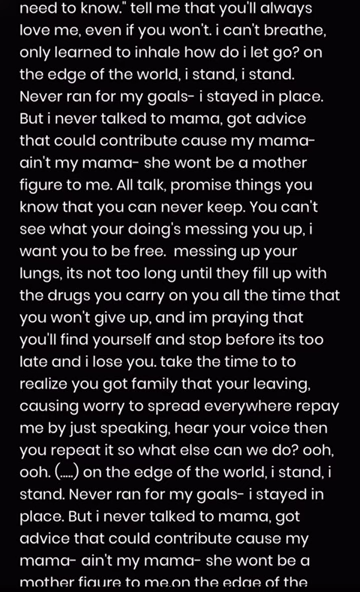 need to know." tell me that you'll always
love me, even if you won't. i can't breathe,
only learned to inhale how do i let go? on
the edge of the world, i stand, i stand.
Never ran for my goals- i stayed in place.
But i never talked to mama, got advice
that could contribute cause my mama-
ain't my mama- she wont be a mother
figure to me. All talk, promise things you
know that you can never keep. You can't
see what your doing's messing you up, i
want you to be free.  messing up your
lungs, its not too long until they fill up with
the drugs you carry on you all the time that
you won't give up, and im praying that
you'll find yourself and stop before its too
late and i lose you. take the time to to
realize you got family that your leaving,
causing worry to spread everywhere repay
me by just speaking, hear your voice then
you repeat it so what else can we do? ooh,
ooh. (.....) on the edge of the world, i stand, i
stand. Never ran for my goals- i stayed in
place. But i never talked to mama, got
advice that could contribute cause my
mama- ain't my mama- she wont be a
mother figure to me.on the edge of the